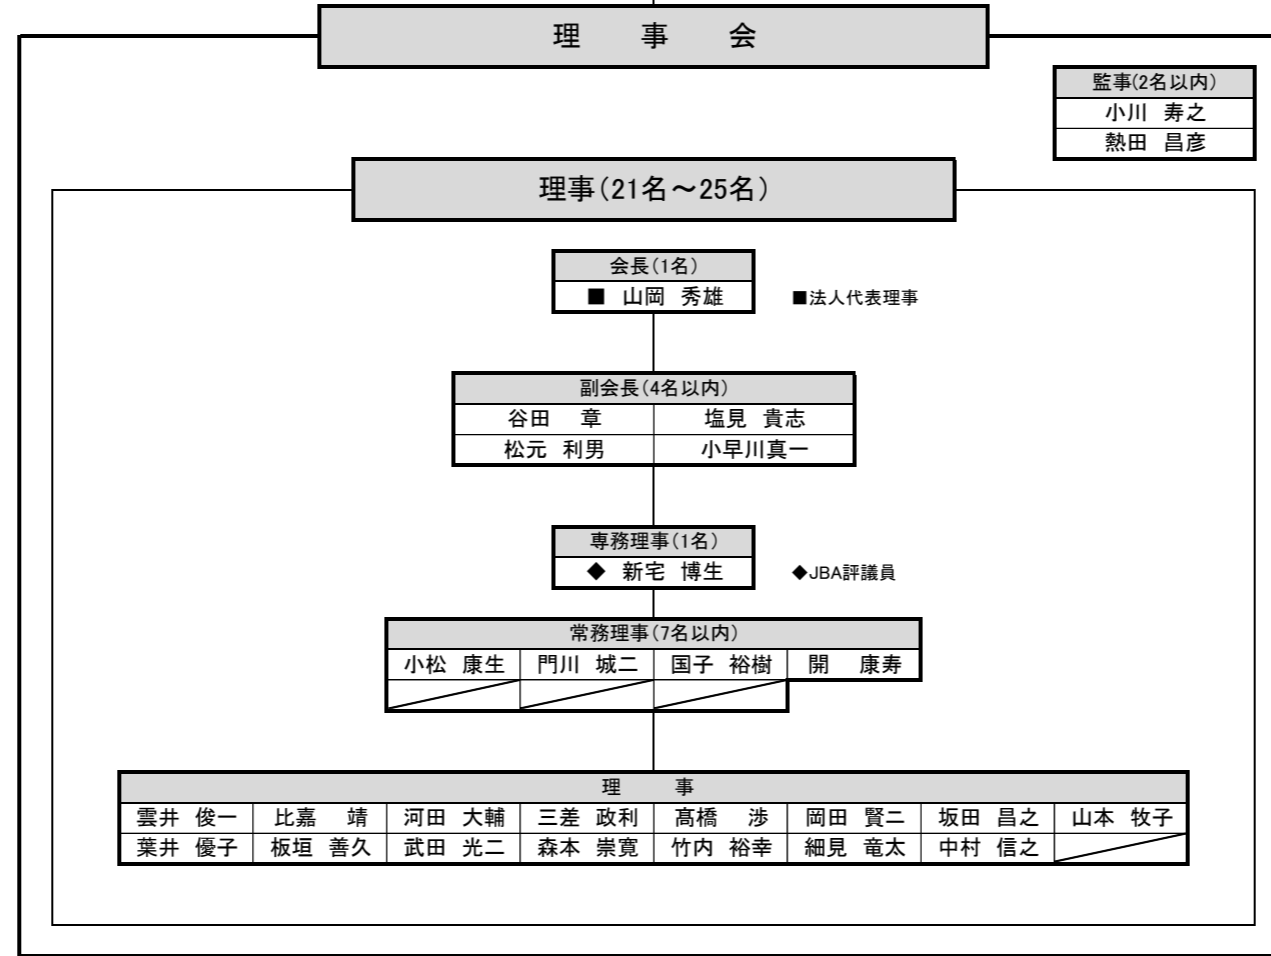 理　事　会
監事(2名以内)
小川　寿之
熱田　昌彦
理事(21名～25名)
会長(1名)
■　山岡　秀雄　■法人代表理事
副会長(4名以内)
谷田　章　塩見　貴志
松元　利男　小早川真一
専務理事(1名)
◆　新宅　博生　◆JBA評議員
常務理事(7名以内)
小松　康生　門川　城二　国子　裕樹　開　康寿
理　事
雲井　俊一　比嘉　靖　河田　大輔　三差　政利　髙橋　渉　岡田　賢二　坂田　昌之　山本　牧子
葉井　優子　板垣　善久　武田　光二　森本　崇寛　竹内　裕幸　細見　竜太　中村　信之